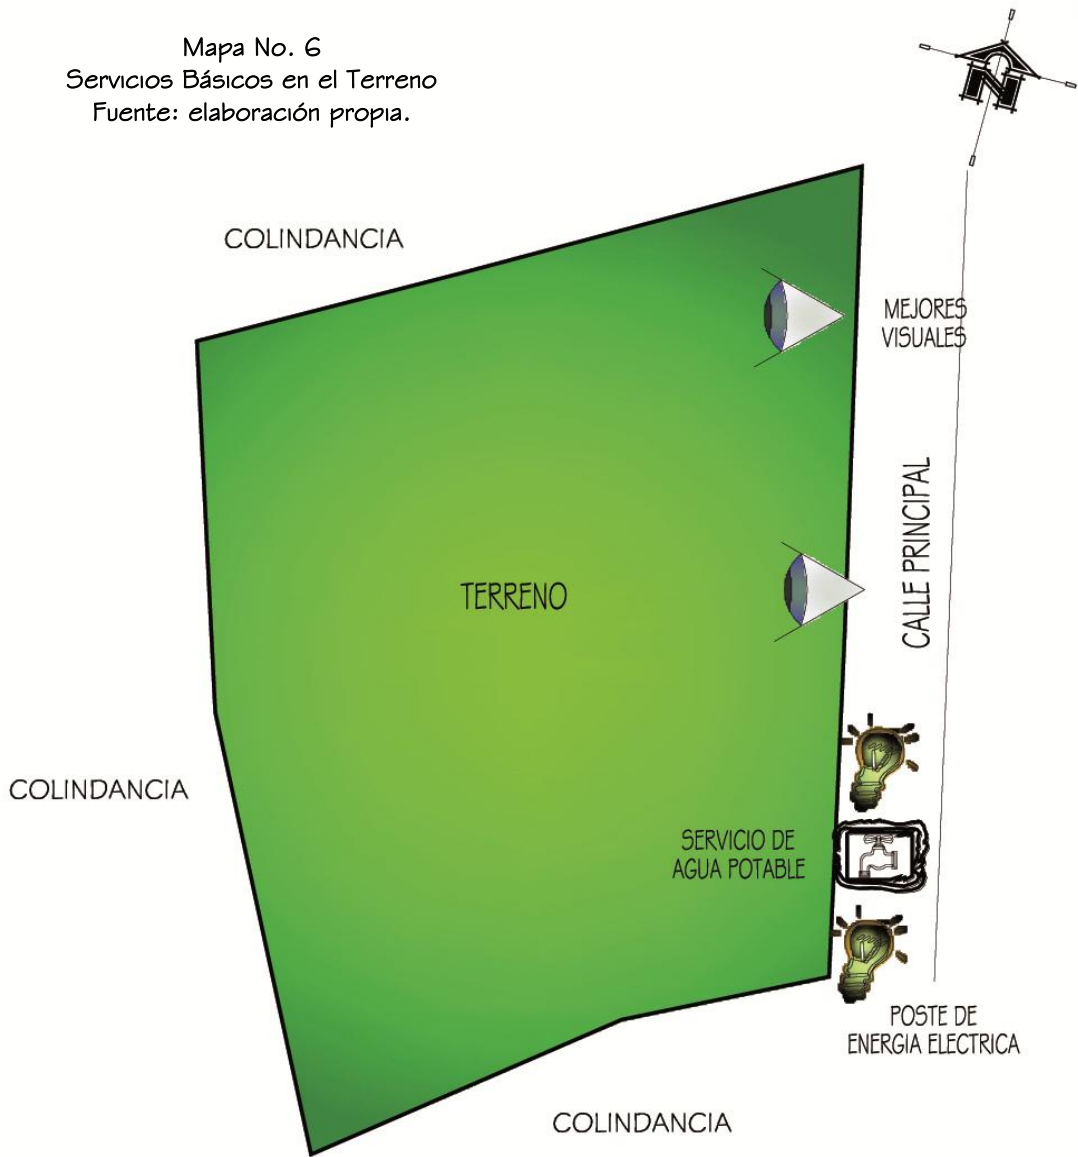 Mapa No. 6
Servicios Básicos en el Terreno
Fuente: elaboración propia.
N
COLINDANCIA
MEJORES
VISUALES
CALLE PRINCIPAL
TERRENO
COLINDANCIA
SERVICIO DE
AGUA POTABLE
POSTE DE
ENERGIA ELECTRICA
COLINDANCIA